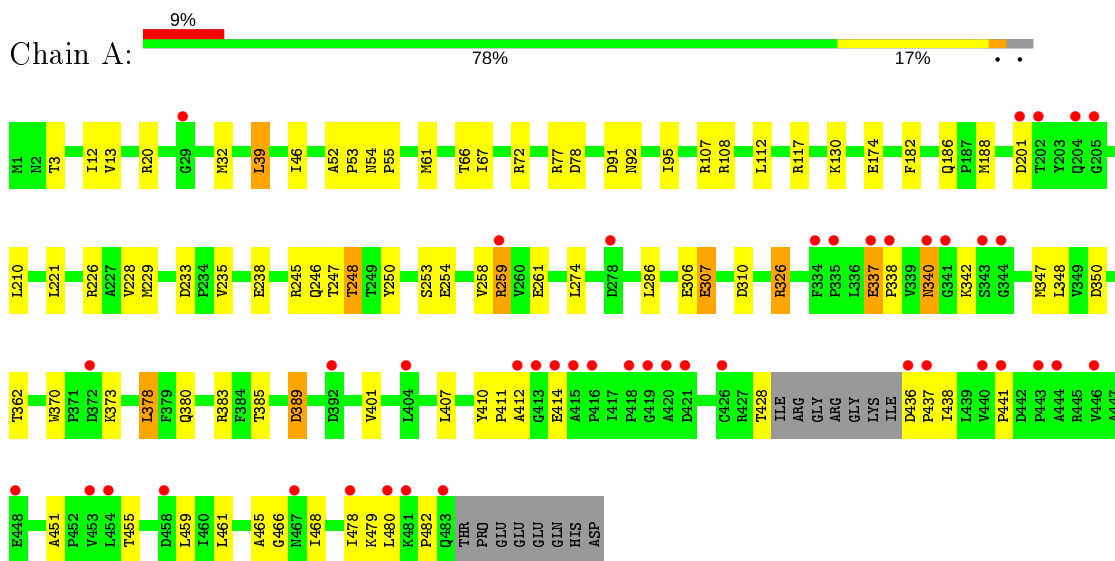 9%
Chain A: 78% 17% • •
M1 N2 T3 I12 V13 R20 G29 M32 L39 I46 A52 P53 N54 P55 M61 T66 I67 R72 R77 D78 D91 N92 I95 R107 R108 L112 R117 K130 E174 F182 Q186 P187 M188 D201 T202 Y203 Q204 G205
L210 L221 R226 A227 V228 M229 D233 P234 V235 E238 R245 Q246 T247 T248 T249 Y250 S253 E254 V258 R259 V260 E261 L274 D278 L286 E306 E307 D310 R326 F334 P335 L336 E337 P338 V339 N340 G341 K342 S343 G344 M347 L348 V349 D350
T362 W370 P371 D372 K373 L378 F379 Q380 R383 F384 T385 D389 D392 V401 L404 L407 Y410 P411 A412 G413 E414 A415 P416 I417 P418 G419 A420 D421 C426 R427 T428 ILE ARG GLY ARG GLY LYS ILE D436 P437 I438 L439 V440 P441 D442 P443 A444 R445 V446 A447
E448 A451 P452 V453 L454 T455 D458 L459 I460 L461 A465 G466 N467 I468 I478 K479 L480 K481 P482 Q483 THR PRO GLU GLU GLU GLN HIS ASP